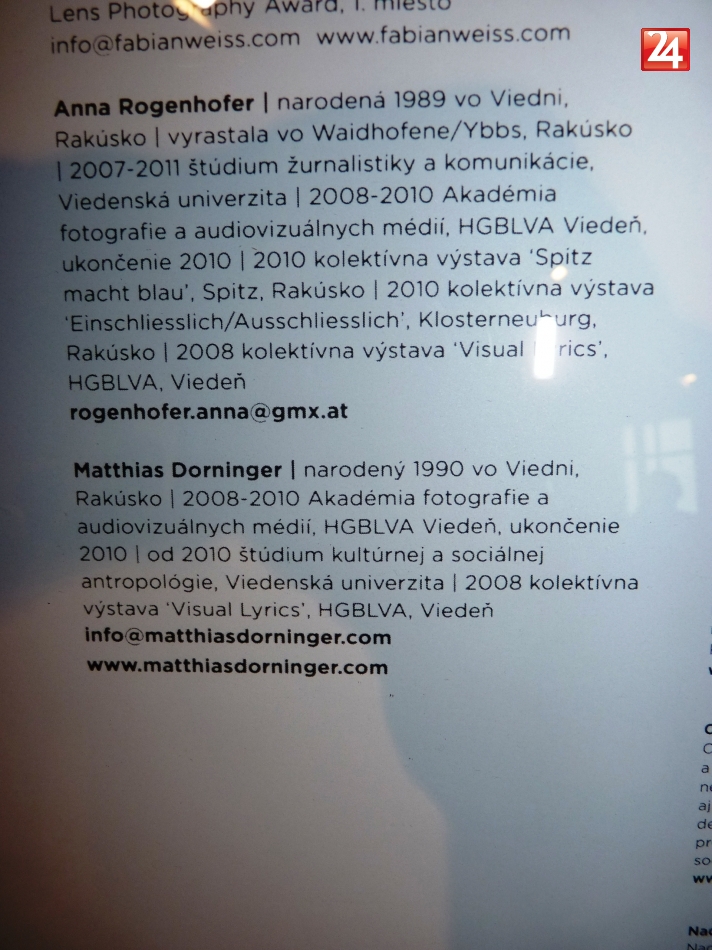 Lens Photography Award, 1. miesto
info@fabianweiss.com www.fabianweiss.com
24
Anna Rogenhofer | narodená 1989 vo Viedni,
Rakúsko | vyrastala vo Waidhofene/Ybbs, Rakúsko
| 2007-2011 štúdium žurnalistiky a komunikácie,
Viedenská univerzita | 2008-2010 Akadémia
fotografie a audiovizuálnych médií, HGBLVA Viedeň,
ukončenie 2010 | 2010 kolektívna výstava ‘Spitz
macht blau’, Spitz, Rakúsko | 2010 kolektívna výstava
‘Einschliesslich/Ausschliesslich’, Klosterneuburg,
Rakúsko | 2008 kolektívna výstava ‘Visual Lyrics’,
HGBLVA, Viedeň
rogenhofer.anna@gmx.at
Matthias Dorninger | narodený 1990 vo Viedni,
Rakúsko | 2008-2010 Akadémia fotografie a
audiovizuálnych médií, HGBLVA Viedeň, ukončenie
2010 | od 2010 štúdium kultúrnej a sociálnej
antropológie, Viedenská univerzita | 2008 kolektívna
výstava ‘Visual Lyrics’, HGBLVA, Viedeň
info@matthiasdorninger.com
www.matthiasdorninger.com